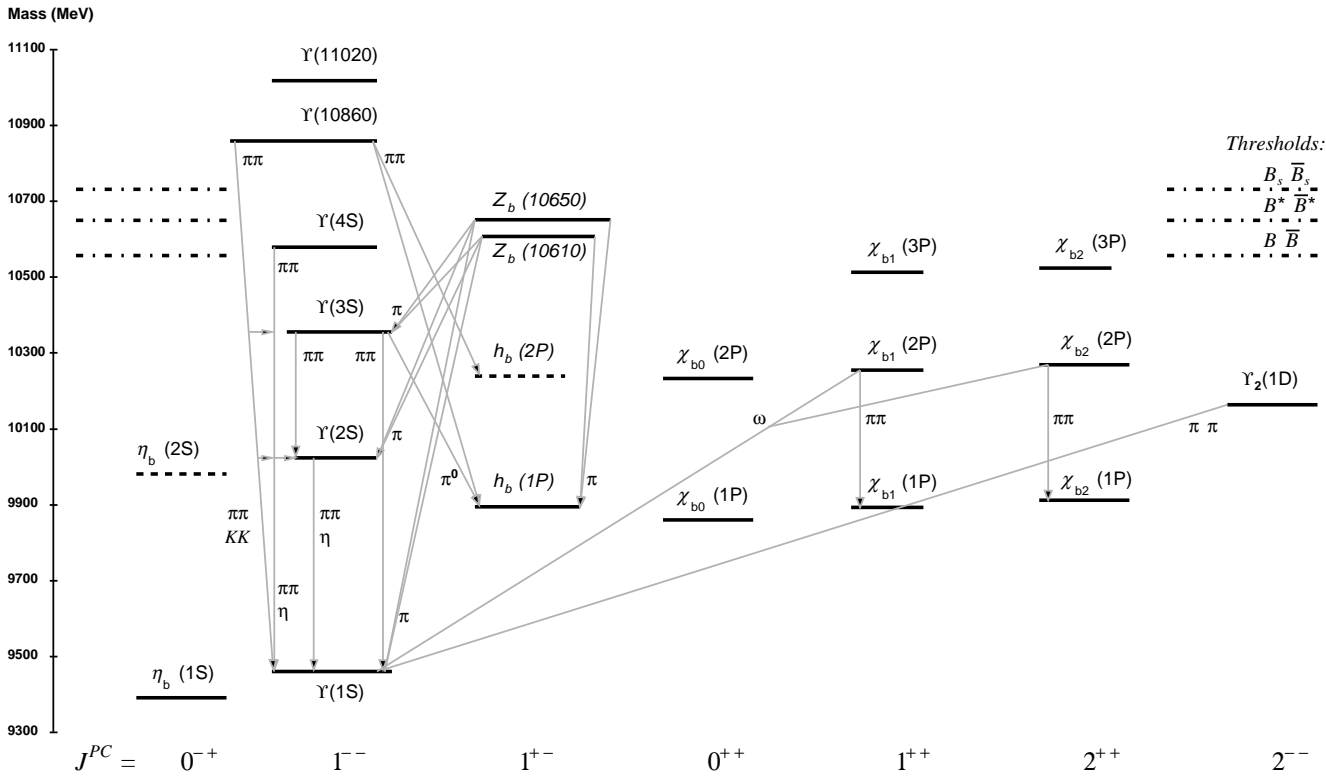 Mass (MeV)
11100
10900
10700
10500
10300
10100
9900
9700
9500
9300
ϒ(11020)
ϒ(10860)
ππ
ππ
Thresholds:
B_s B̅_s
B* B̅*
B B̅
Z_b (10650)
Z_b (10610)
ϒ(4S)
ππ
χ_b1 (3P)
χ_b2 (3P)
ϒ(3S)
π
ππ
ππ
h_b (2P)
χ_b0 (2P)
χ_b1 (2P)
χ_b2 (2P)
ϒ_2(1D)
ω
ππ
ππ
π π
ϒ(2S)
π
η_b (2S)
π^0
h_b (1P)
π
χ_b0 (1P)
χ_b1 (1P)
χ_b2 (1P)
ππ
KK
ππ
η
ππ
η
π
η_b (1S)
ϒ(1S)
J^PC = 0^-+ 1^-- 1^+- 0^++ 1^++ 2^++ 2^--